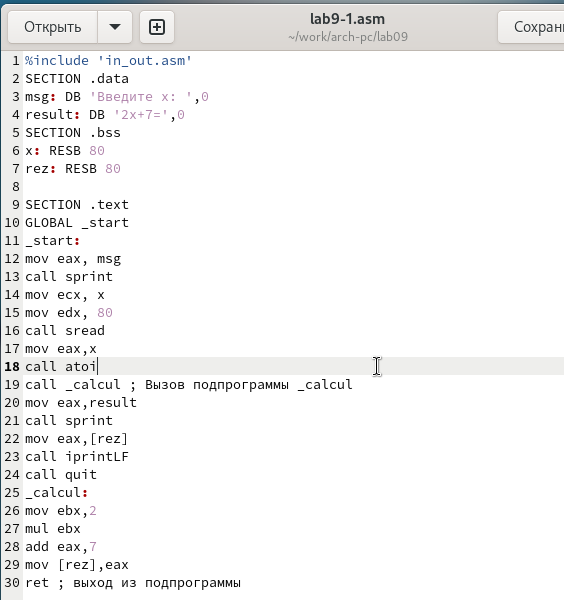 Открыть
lab9-1.asm
~/work/arch-pc/lab09
1 %include 'in_out.asm'
2 SECTION .data
3 msg: DB 'Введите x: ',0
4 result: DB '2x+7=',0
5 SECTION .bss
6 x: RESB 80
7 rez: RESB 80
8
9 SECTION .text
10 GLOBAL _start
11 _start:
12 mov eax, msg
13 call sprint
14 mov ecx, x
15 mov edx, 80
16 call sread
17 mov eax,x
18 call atoi
19 call _calcul ; Вызов подпрограммы _calcul
20 mov eax,result
21 call sprint
22 mov eax,[rez]
23 call iprintLF
24 call quit
25 _calcul:
26 mov ebx,2
27 mul ebx
28 add eax,7
29 mov [rez],eax
30 ret ; выход из подпрограммы